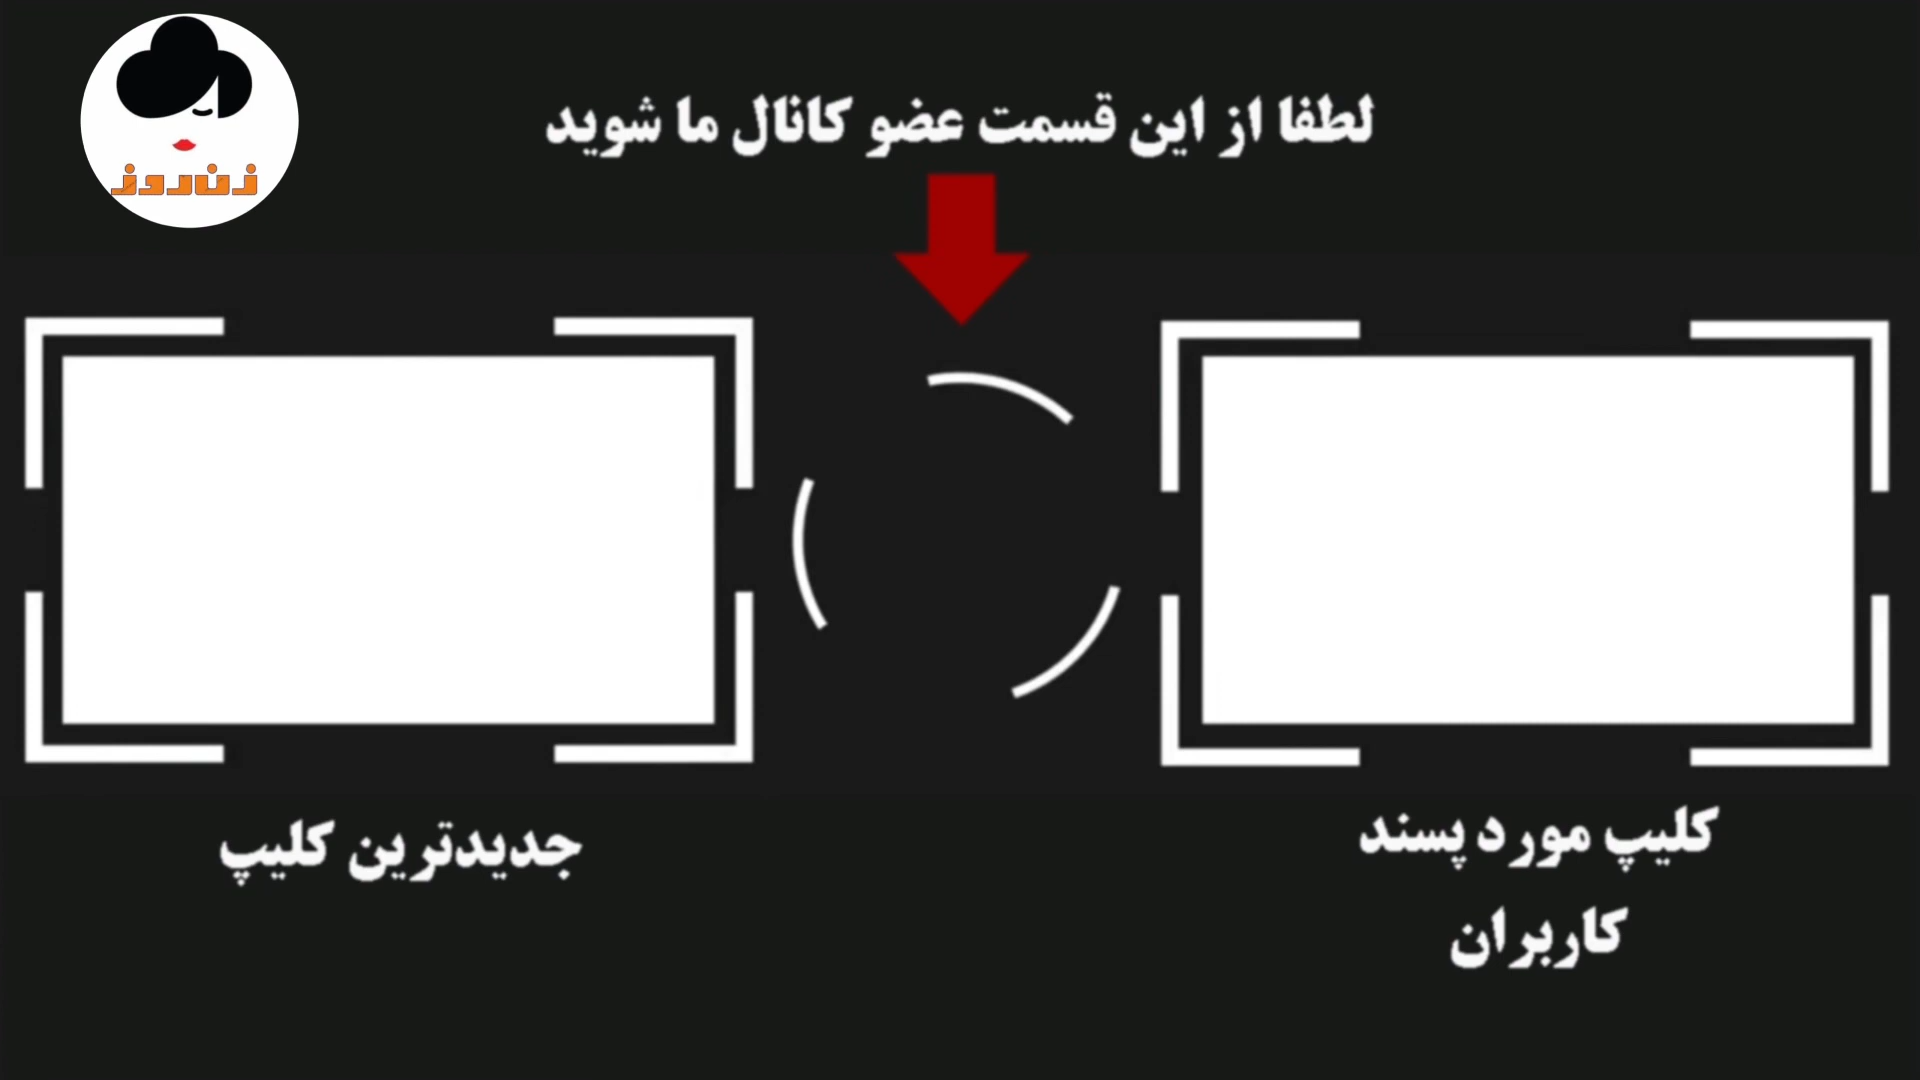 زن‌روز
لطفا از این قسمت عضو کانال ما شوید
کلیپ مورد پسند
کاربران
جدیدترین کلیپ